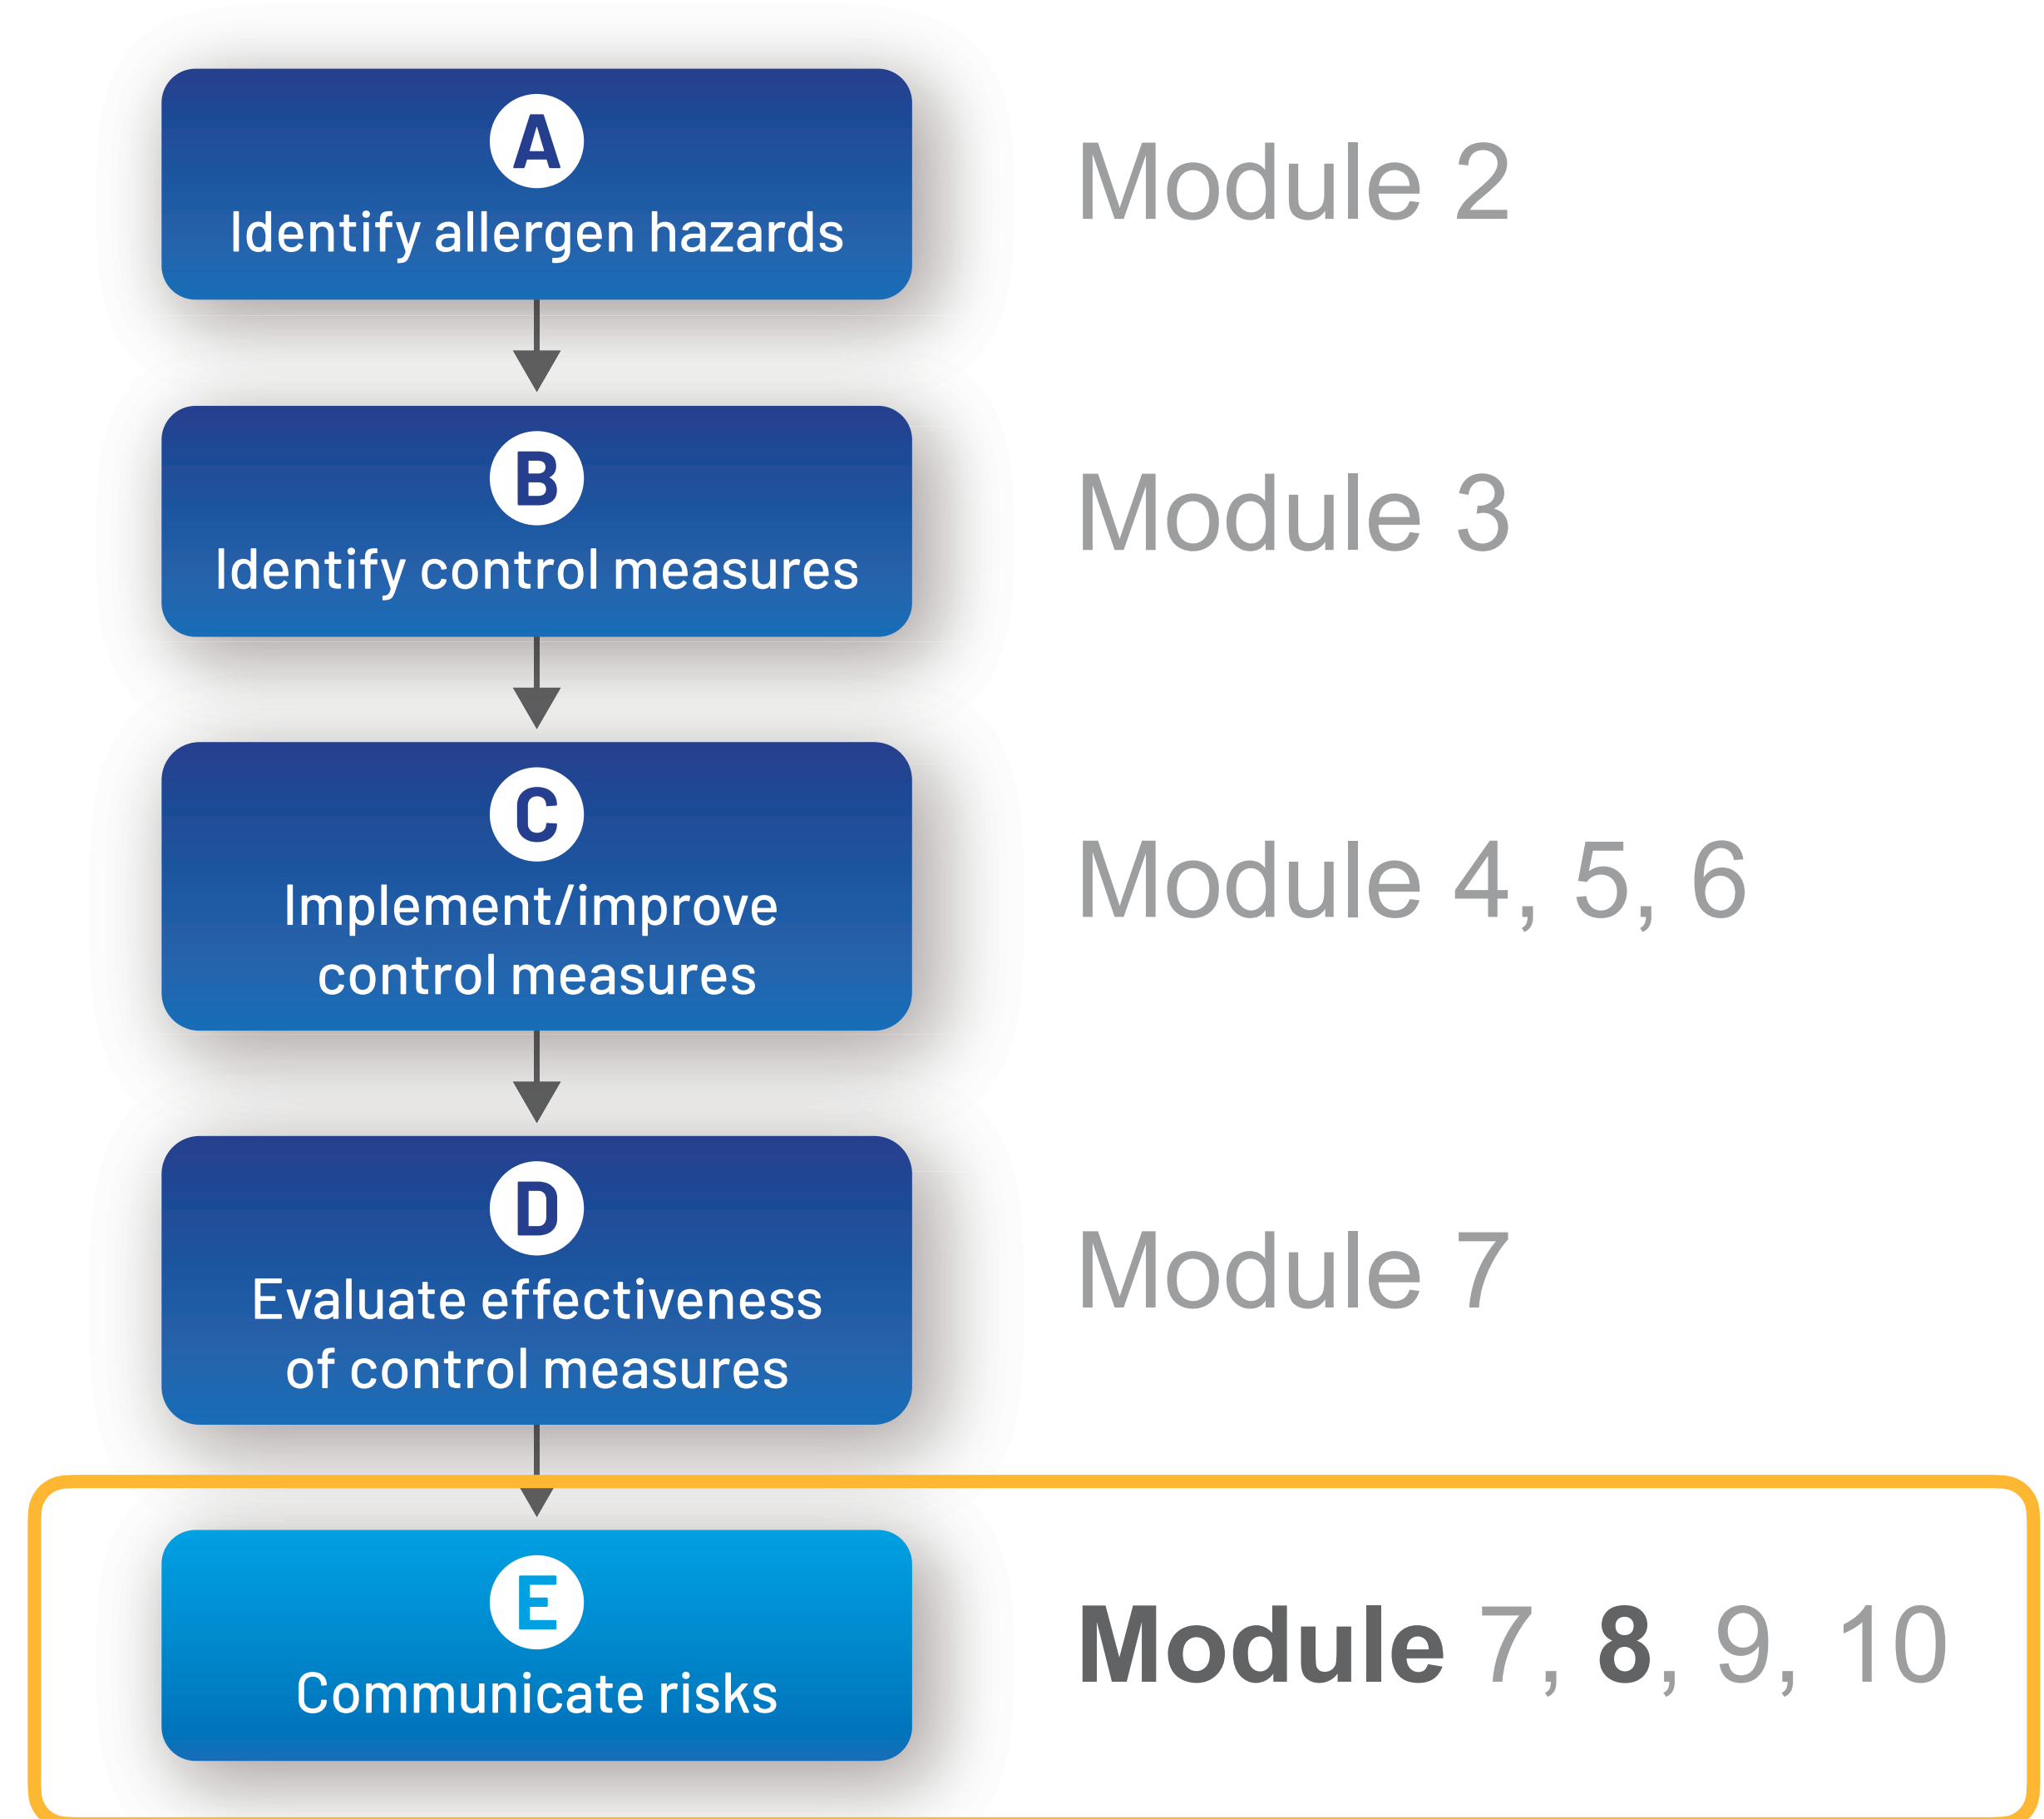 A
Identify allergen hazards
Module 2
B
Identify control measures
Module 3
C
Implement/improve
control measures
Module 4, 5, 6
D
Evaluate effectiveness
of control measures
Module 7
E
Communicate risks
Module 7, 8, 9, 10